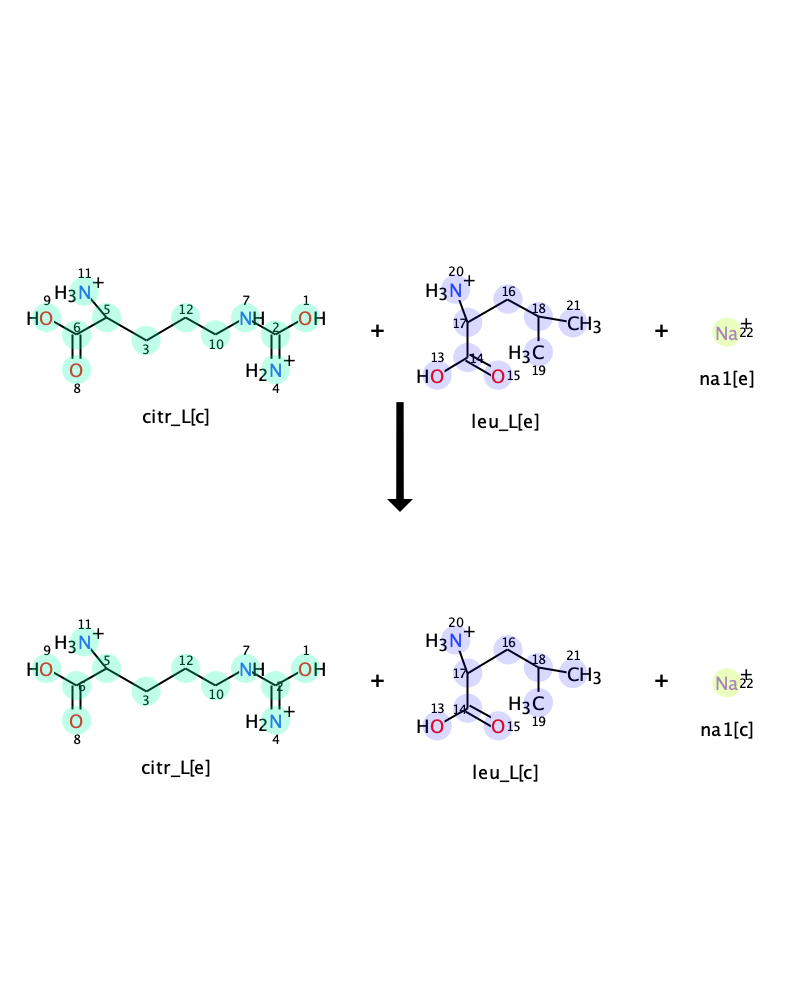 11
H3N+
9
HO
5
6
O
8
3
12
10
7
NH
2
1
OH
H2N+
4
citr_L[c]
+
20
H3N+
16
17
18
21
CH3
H3C
19
13
HO
14
O
15
leu_L[e]
+
Na+
22
na1[e]
11
H3N+
9
HO
5
6
O
8
3
12
10
7
NH
2
1
OH
H2N+
4
citr_L[e]
+
20
H3N+
16
17
18
21
CH3
H3C
19
13
HO
14
O
15
leu_L[c]
+
Na+
22
na1[c]